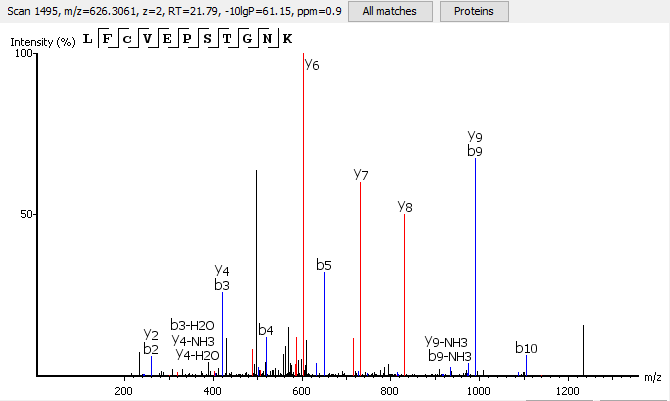 Scan 1495, m/z=626.3061, z=2, RT=21.79, -10lgP=61.15, ppm=0.9
All matches
Proteins
Intensity (%)
L F c V E P S T G N K
100
y6
y9
b9
y7
y8
50
y4
b3
b5
b3-H2O
y4-NH3
y4-H2O
b4
y2
b2
y9-NH3
b9-NH3
b10
200
400
600
800
1000
1200
m/z